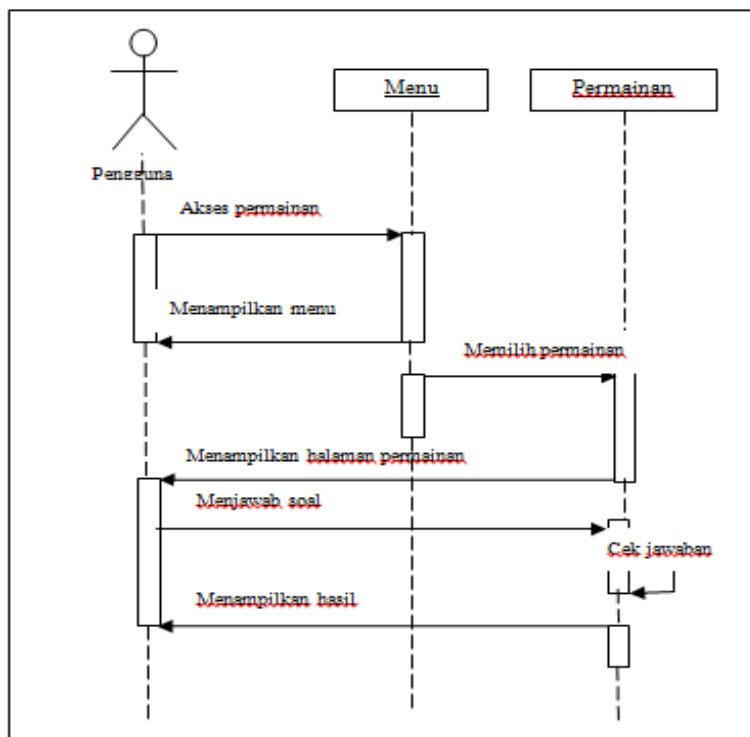 Menu
Permainan
Pengguna
Akses permainan
Menampilkan menu
Memilih permainan
Menampilkan halaman permainan
Menjawab soal
Cek jawaban
Menampilkan hasil